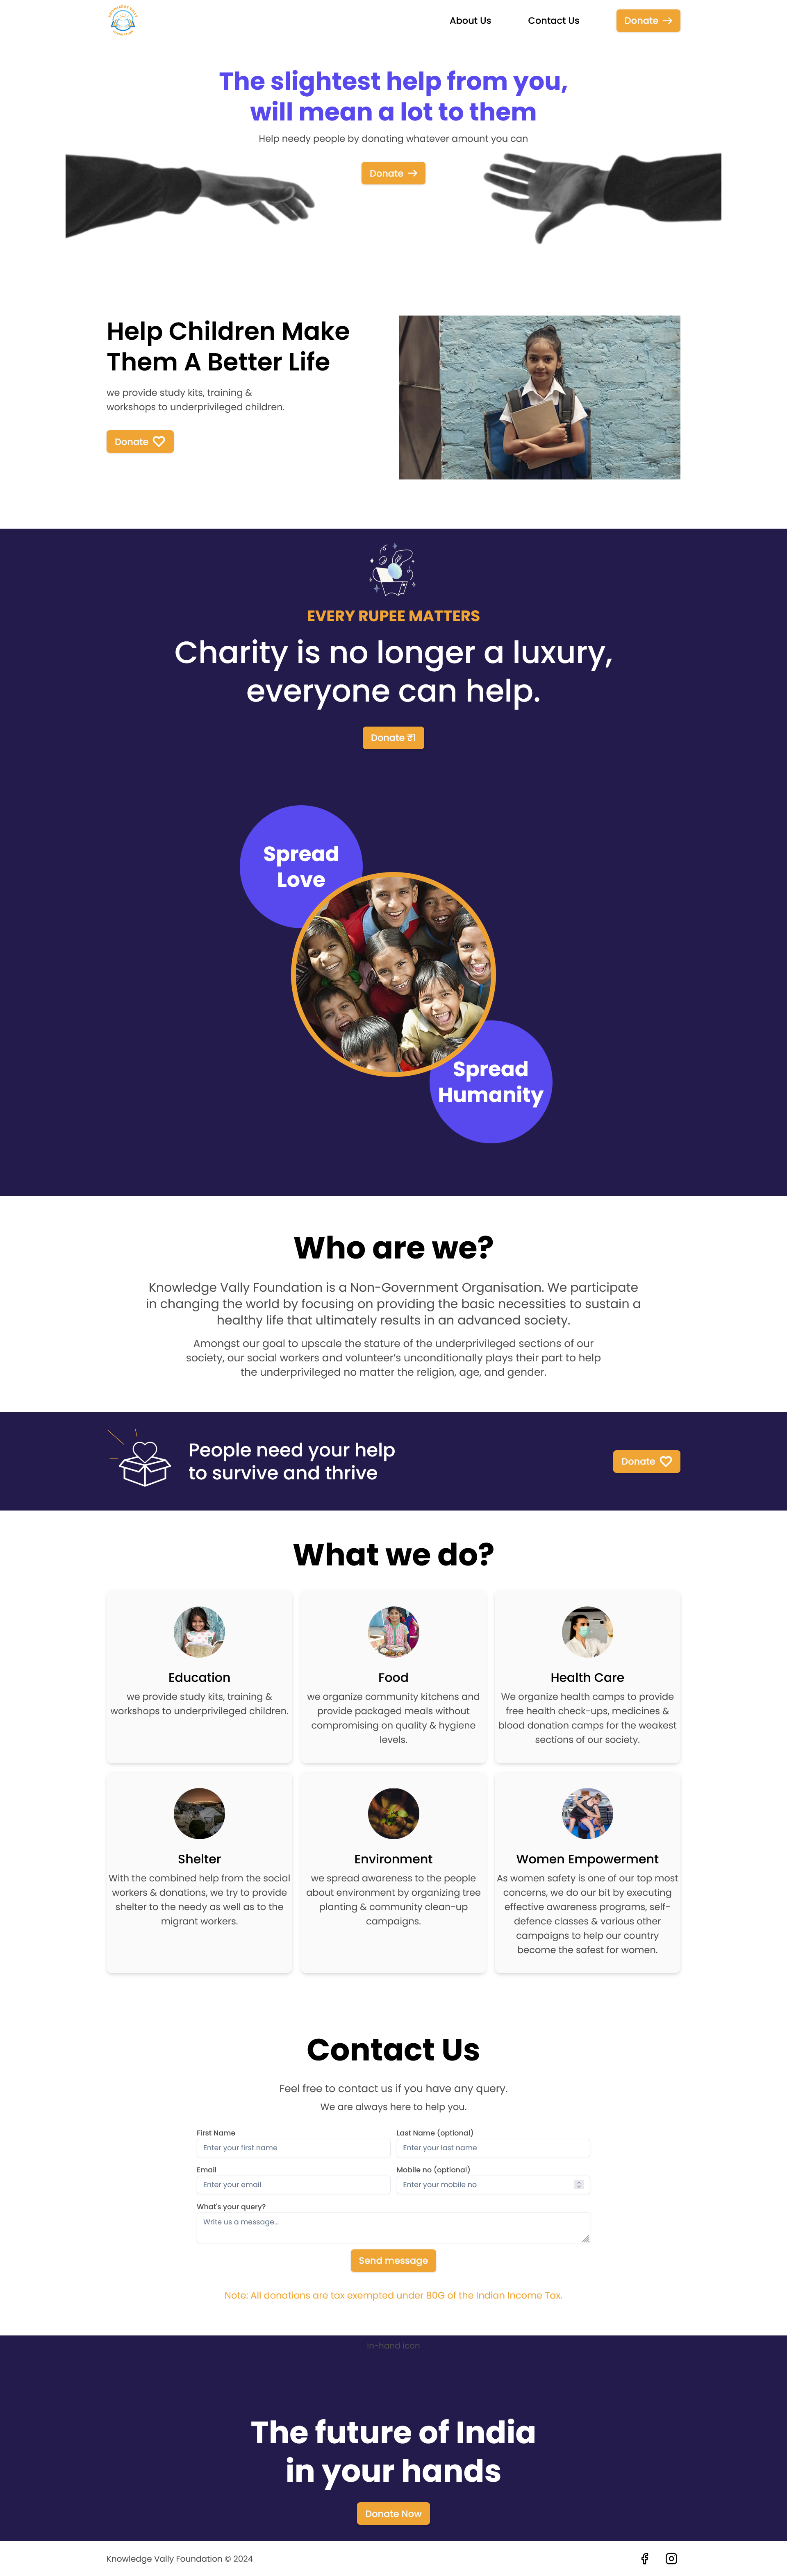 KNOWLEDGE VALLY
FOUNDATION
About Us
Contact Us
Donate
The slightest help from you,
will mean a lot to them
Help needy people by donating whatever amount you can
Donate
Help Children Make
Them A Better Life
we provide study kits, training &
workshops to underprivileged children.
Donate
EVERY RUPEE MATTERS
Charity is no longer a luxury,
everyone can help.
Donate ₹1
Spread
Love
Spread
Humanity
Who are we?
Knowledge Vally Foundation is a Non-Government Organisation. We participate
in changing the world by focusing on providing the basic necessities to sustain a
healthy life that ultimately results in an advanced society.
Amongst our goal to upscale the stature of the underprivileged sections of our
society, our social workers and volunteer's unconditionally plays their part to help
the underprivileged no matter the religion, age, and gender.
People need your help
to survive and thrive
Donate
What we do?
Education
we provide study kits, training &
workshops to underprivileged children.
Food
we organize community kitchens and
provide packaged meals without
compromising on quality & hygiene
levels.
Health Care
We organize health camps to provide
free health check-ups, medicines &
blood donation camps for the weakest
sections of our society.
Shelter
With the combined help from the social
workers & donations, we try to provide
shelter to the needy as well as to the
migrant workers.
Environment
we spread awareness to the people
about environment by organizing tree
planting & community clean-up
campaigns.
Women Empowerment
As women safety is one of our top most
concerns, we do our bit by executing
effective awareness programs, self-
defence classes & various other
campaigns to help our country
become the safest for women.
Contact Us
Feel free to contact us if you have any query.
We are always here to help you.
First Name
Enter your first name
Last Name (optional)
Enter your last name
Email
Enter your email
Mobile no (optional)
Enter your mobile no
What's your query?
Write us a message...
Send message
Note: All donations are tax exempted under 80G of the Indian Income Tax.
In-hand icon
The future of India
in your hands
Donate Now
Knowledge Vally Foundation © 2024